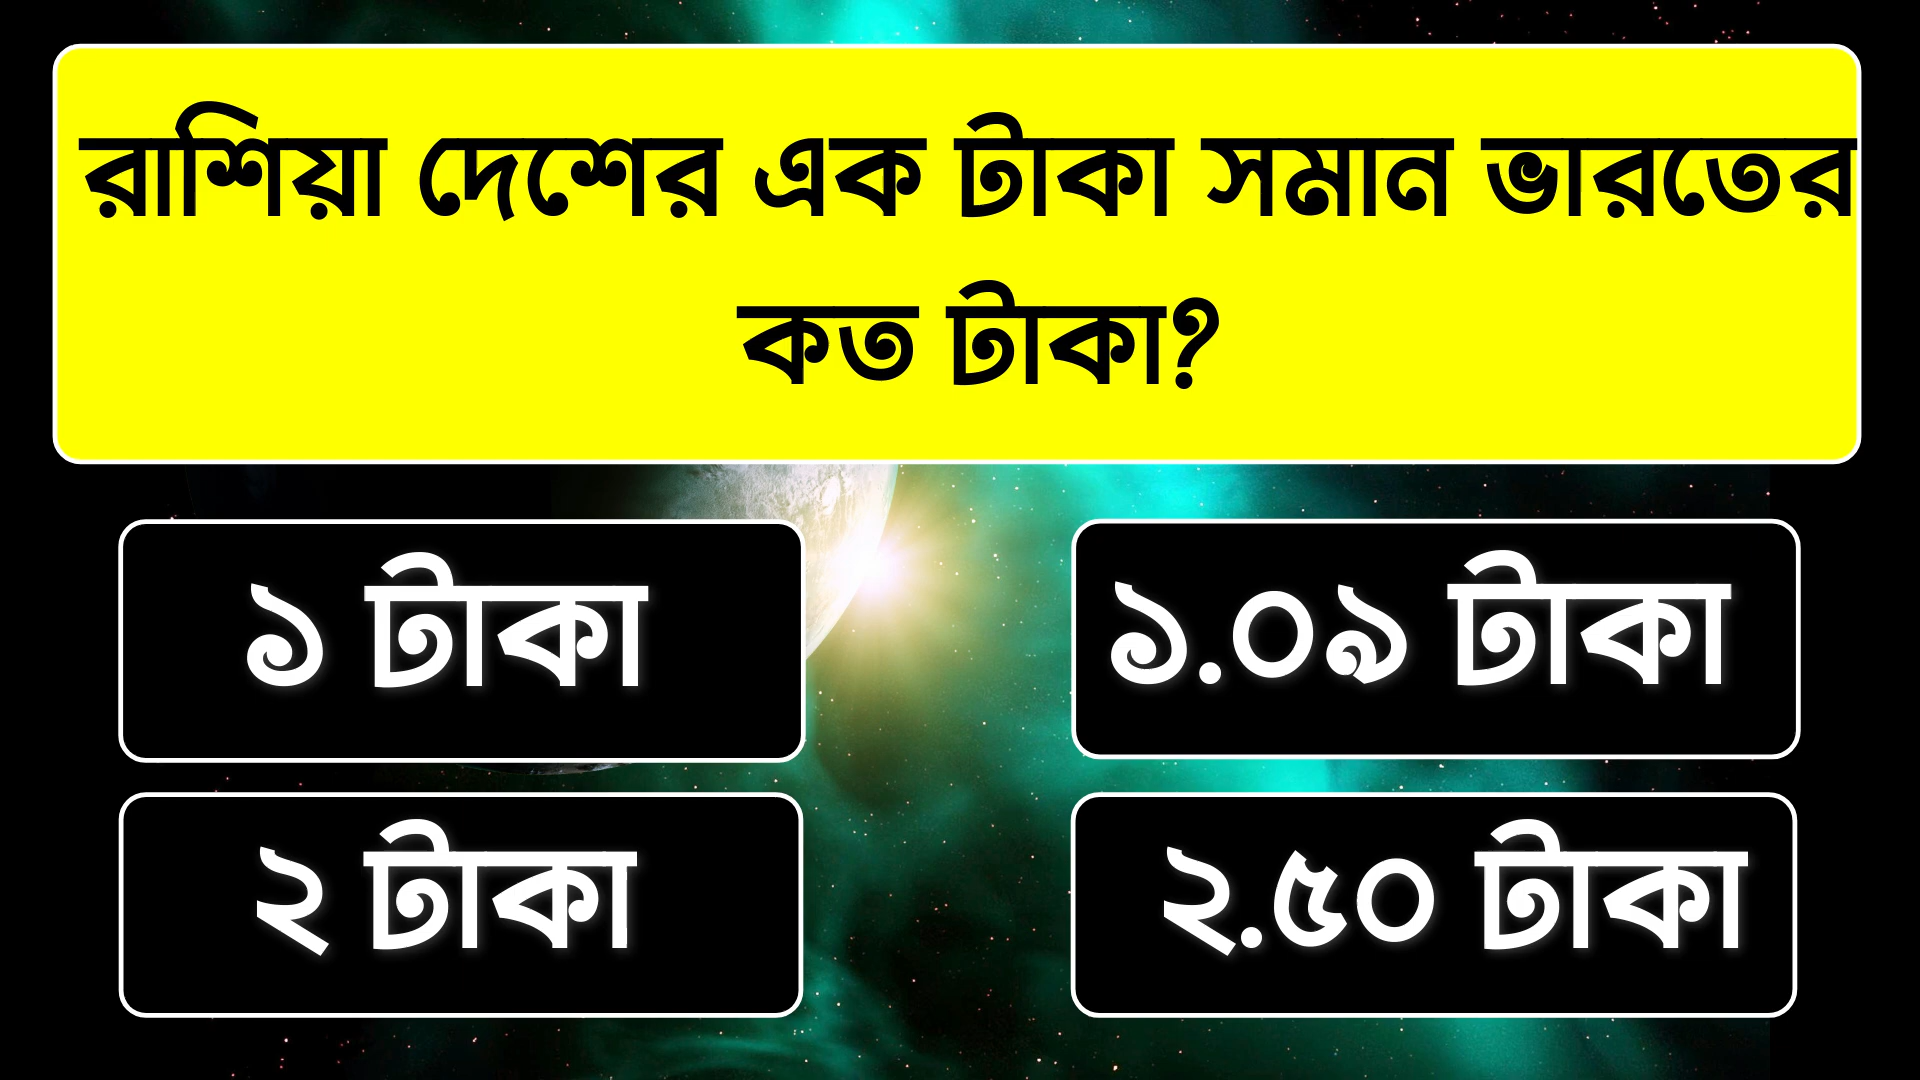 রাশিয়া দেশের এক টাকা সমান ভারতের
কত টাকা?
১ টাকা
১.০৯ টাকা
২ টাকা
২.৫০ টাকা